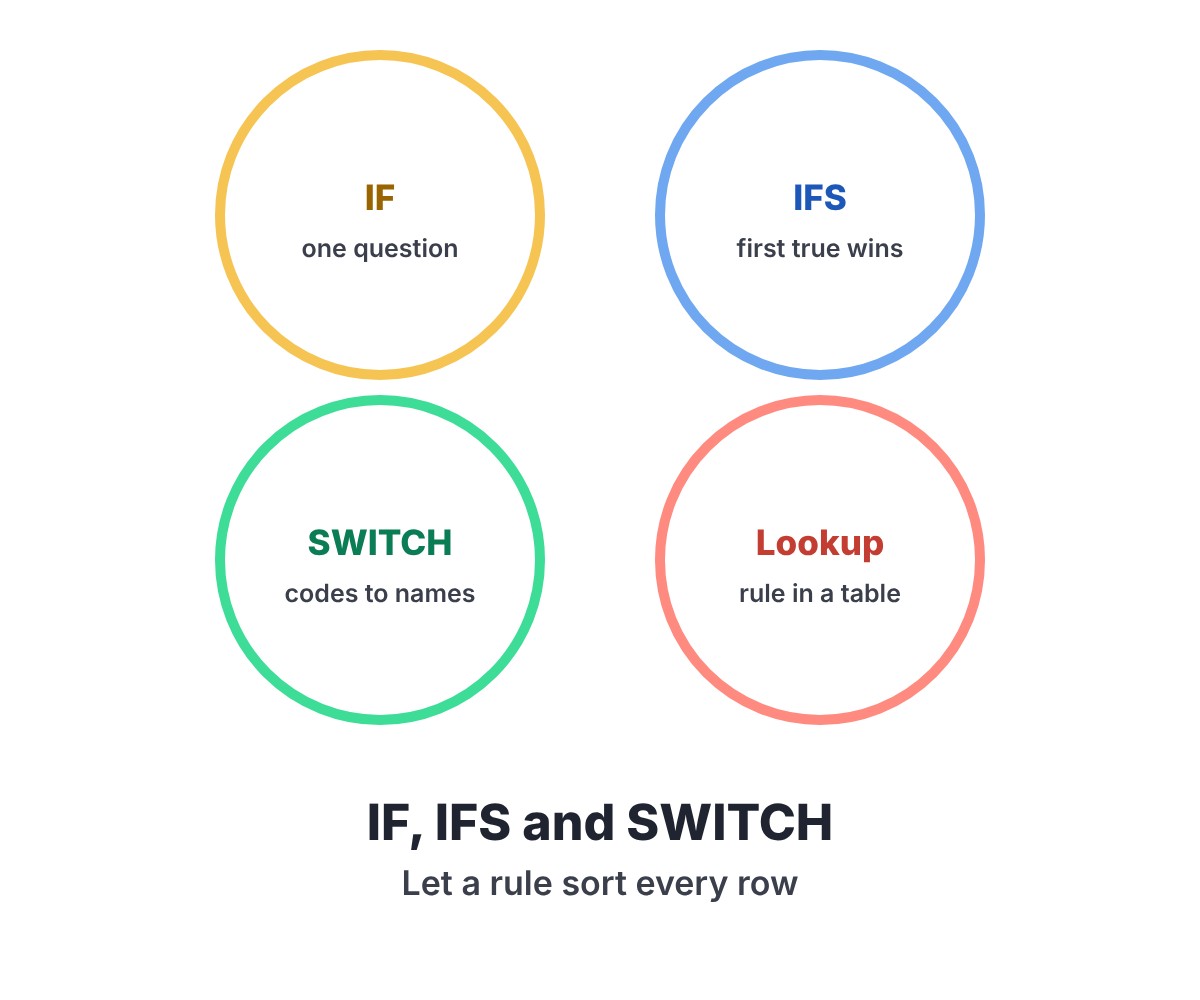 IF
one question
IFS
first true wins
SWITCH
codes to names
Lookup
rule in a table
IF, IFS and SWITCH
Let a rule sort every row